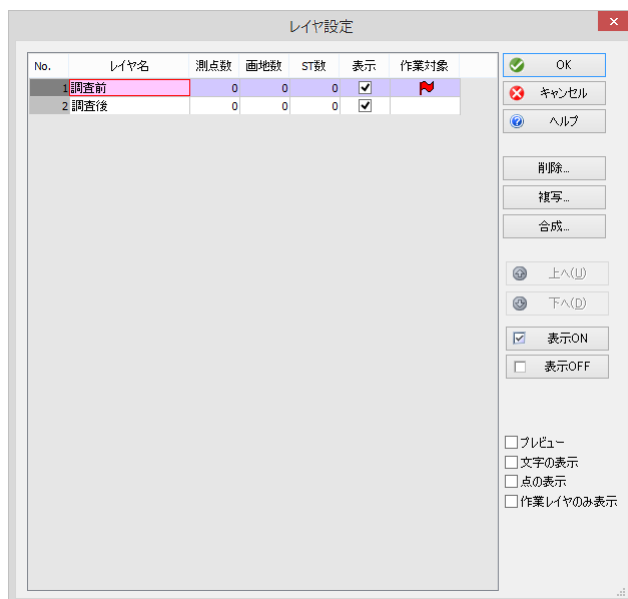 レイヤ設定
No. レイヤ名 測点数 画地数 ST数 表示 作業対象
1 調査前 0 0 0
2 調査後 0 0 0
OK
キャンセル
ヘルプ
削除...
複写...
合成...
上へ(U)
下へ(D)
表示ON
表示OFF
プレビュー
文字の表示
点の表示
作業レイヤのみ表示